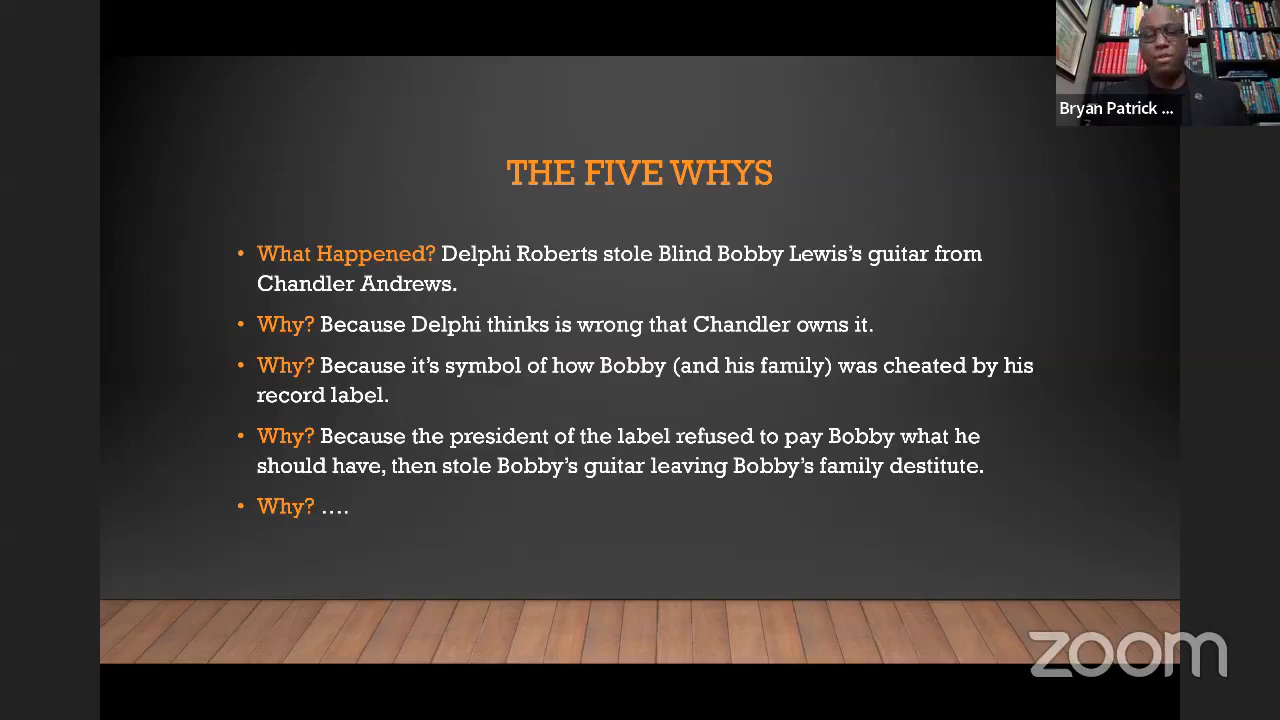 Bryan Patrick ...
THE FIVE WHYS
• What Happened? Delphi Roberts stole Blind Bobby Lewis's guitar from
Chandler Andrews.
• Why? Because Delphi thinks is wrong that Chandler owns it.
• Why? Because it's symbol of how Bobby (and his family) was cheated by his
record label.
• Why? Because the president of the label refused to pay Bobby what he
should have, then stole Bobby's guitar leaving Bobby's family destitute.
• Why? ....
zoom